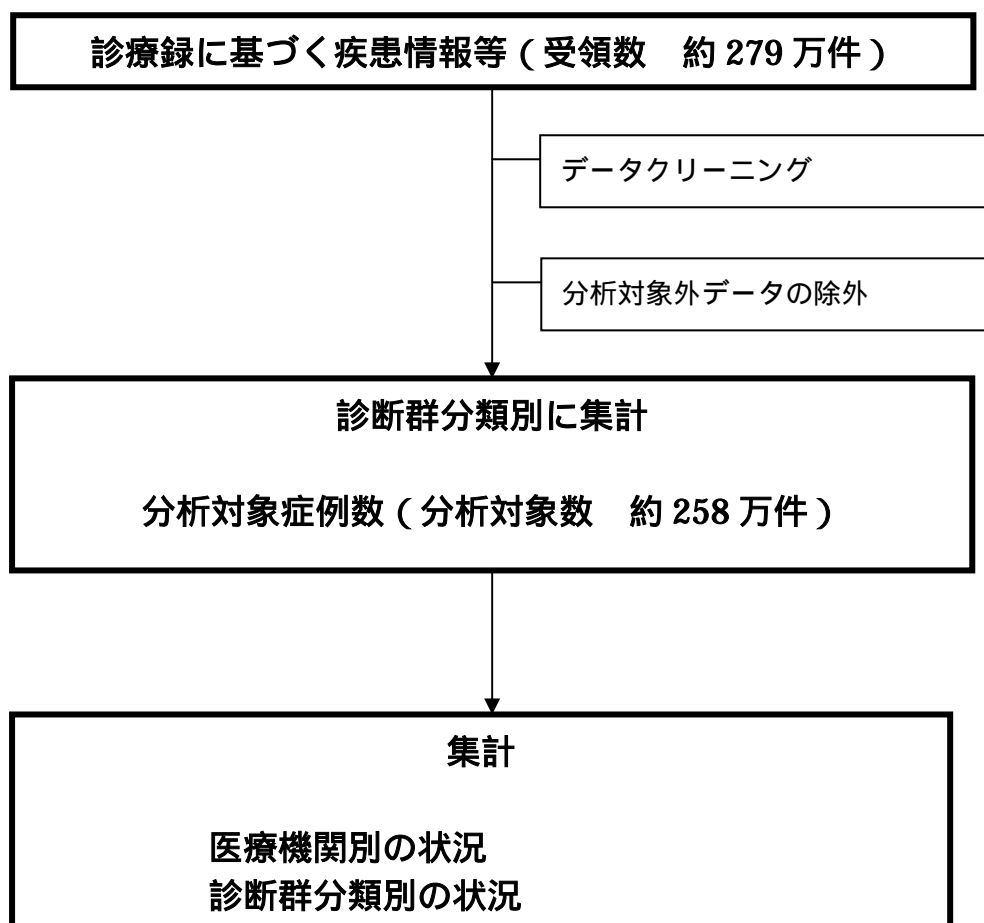 診療録に基づく疾患情報等（受領数　約 279 万件）
データクリーニング
分析対象外データの除外
診断群分類別に集計
分析対象症例数（分析対象数　約 258 万件）
集計
医療機関別の状況
診断群分類別の状況